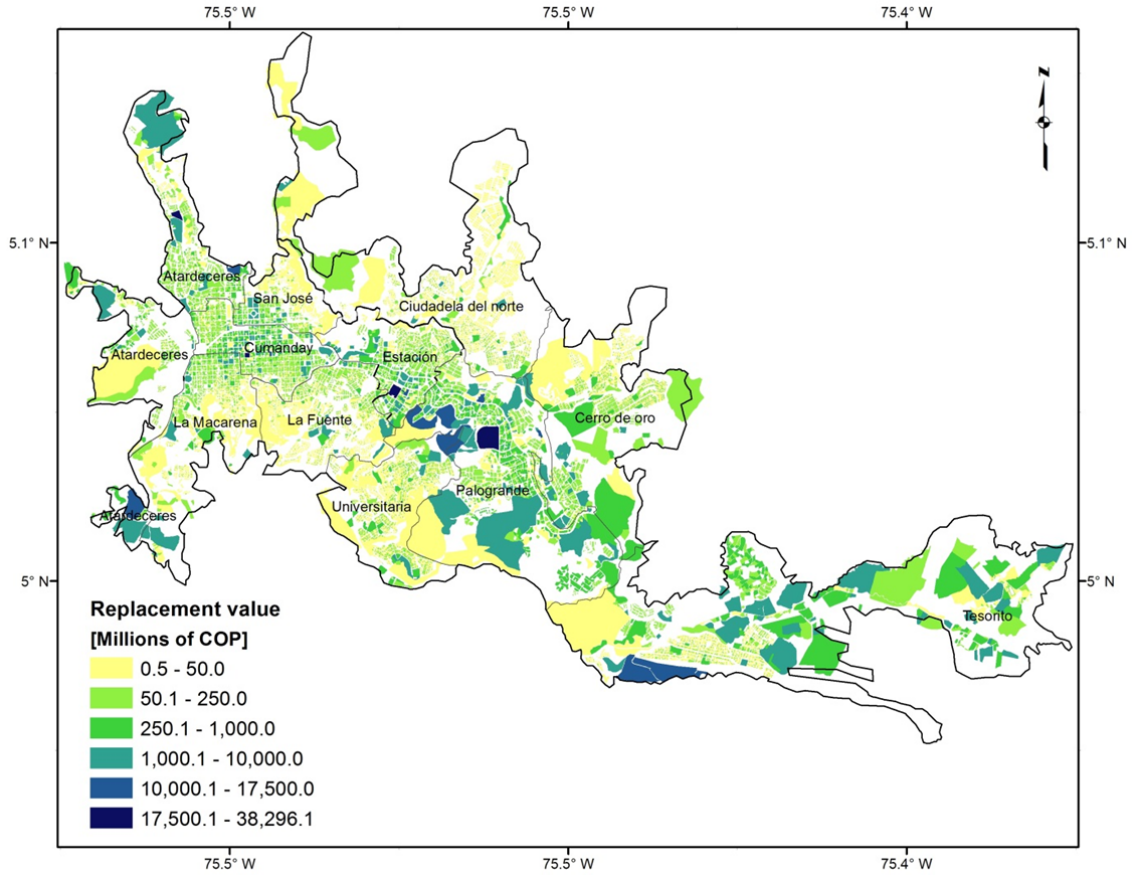 75.5° W
75.5° W
75.4° W
N
5.1° N
5.1° N
Atardeceres
San José
Ciudadela del norte
Atardeceres
Cumanday
Estación
La Macarena
La Fuente
Cerro de oro
Universitaria
Palogrande
Atardeceres
5° N
5° N
Tesorito
Replacement value
[Millions of COP]
0.5 - 50.0
50.1 - 250.0
250.1 - 1,000.0
1,000.1 - 10,000.0
10,000.1 - 17,500.0
17,500.1 - 38,296.1
75.5° W
75.5° W
75.4° W